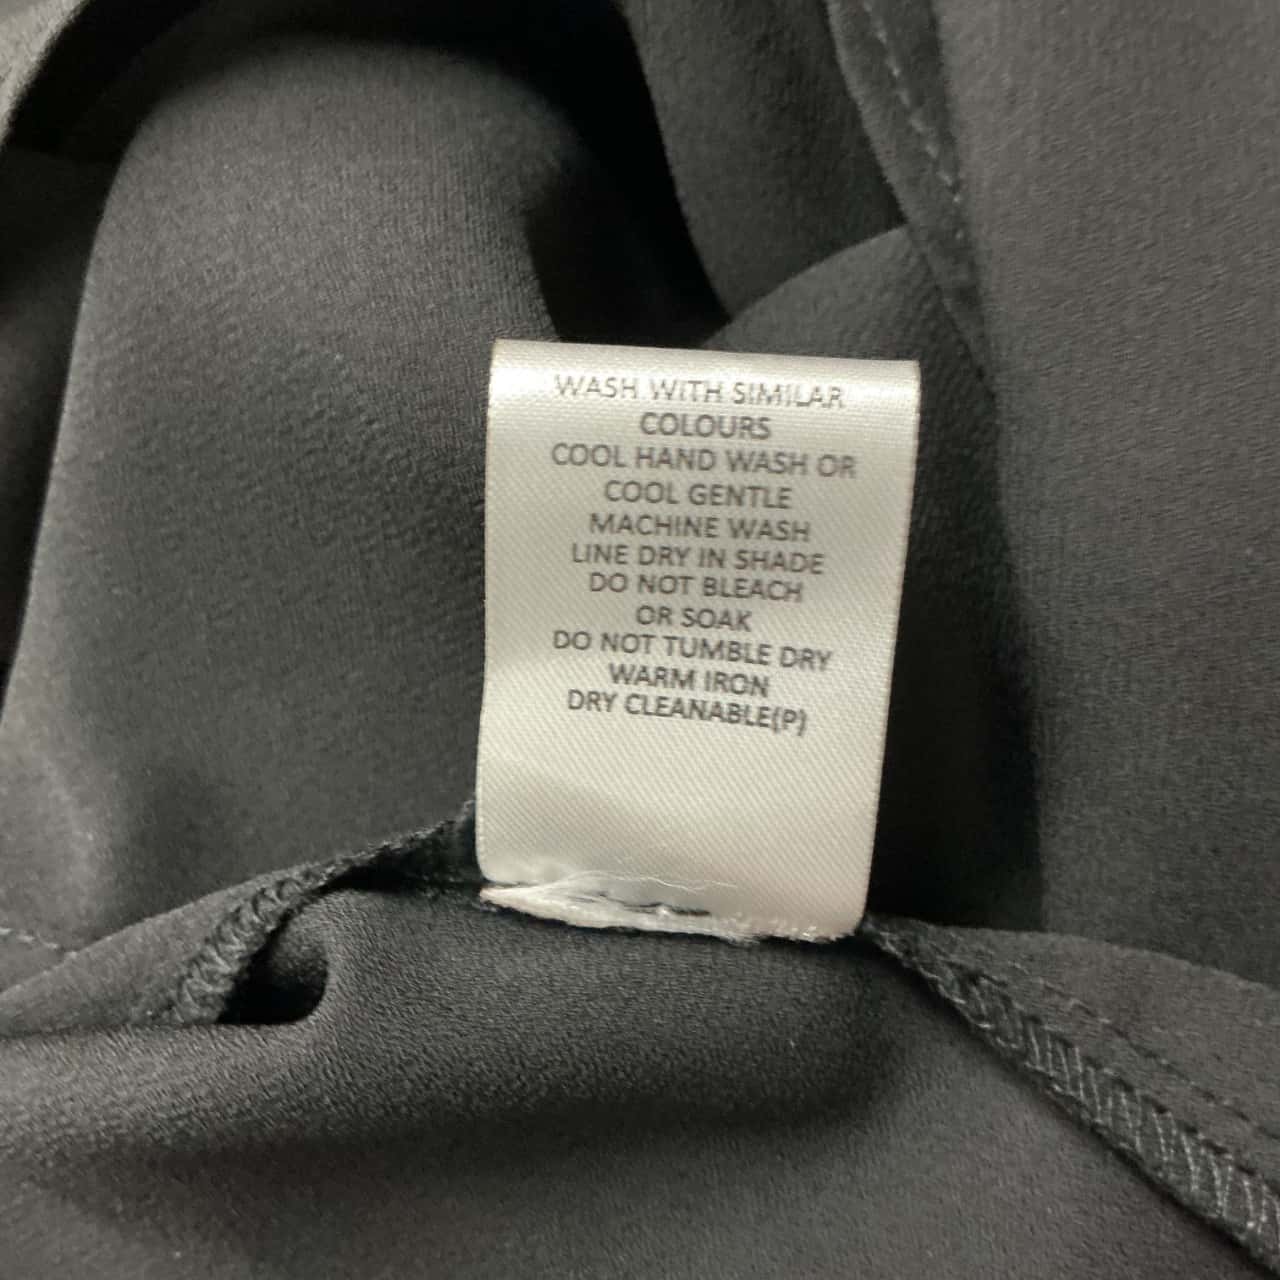 WASH WITH SIMILAR
COLOURS
COOL HAND WASH OR
COOL GENTLE
MACHINE WASH
LINE DRY IN SHADE
DO NOT BLEACH
OR SOAK
DO NOT TUMBLE DRY
WARM IRON
DRY CLEANABLE(P)